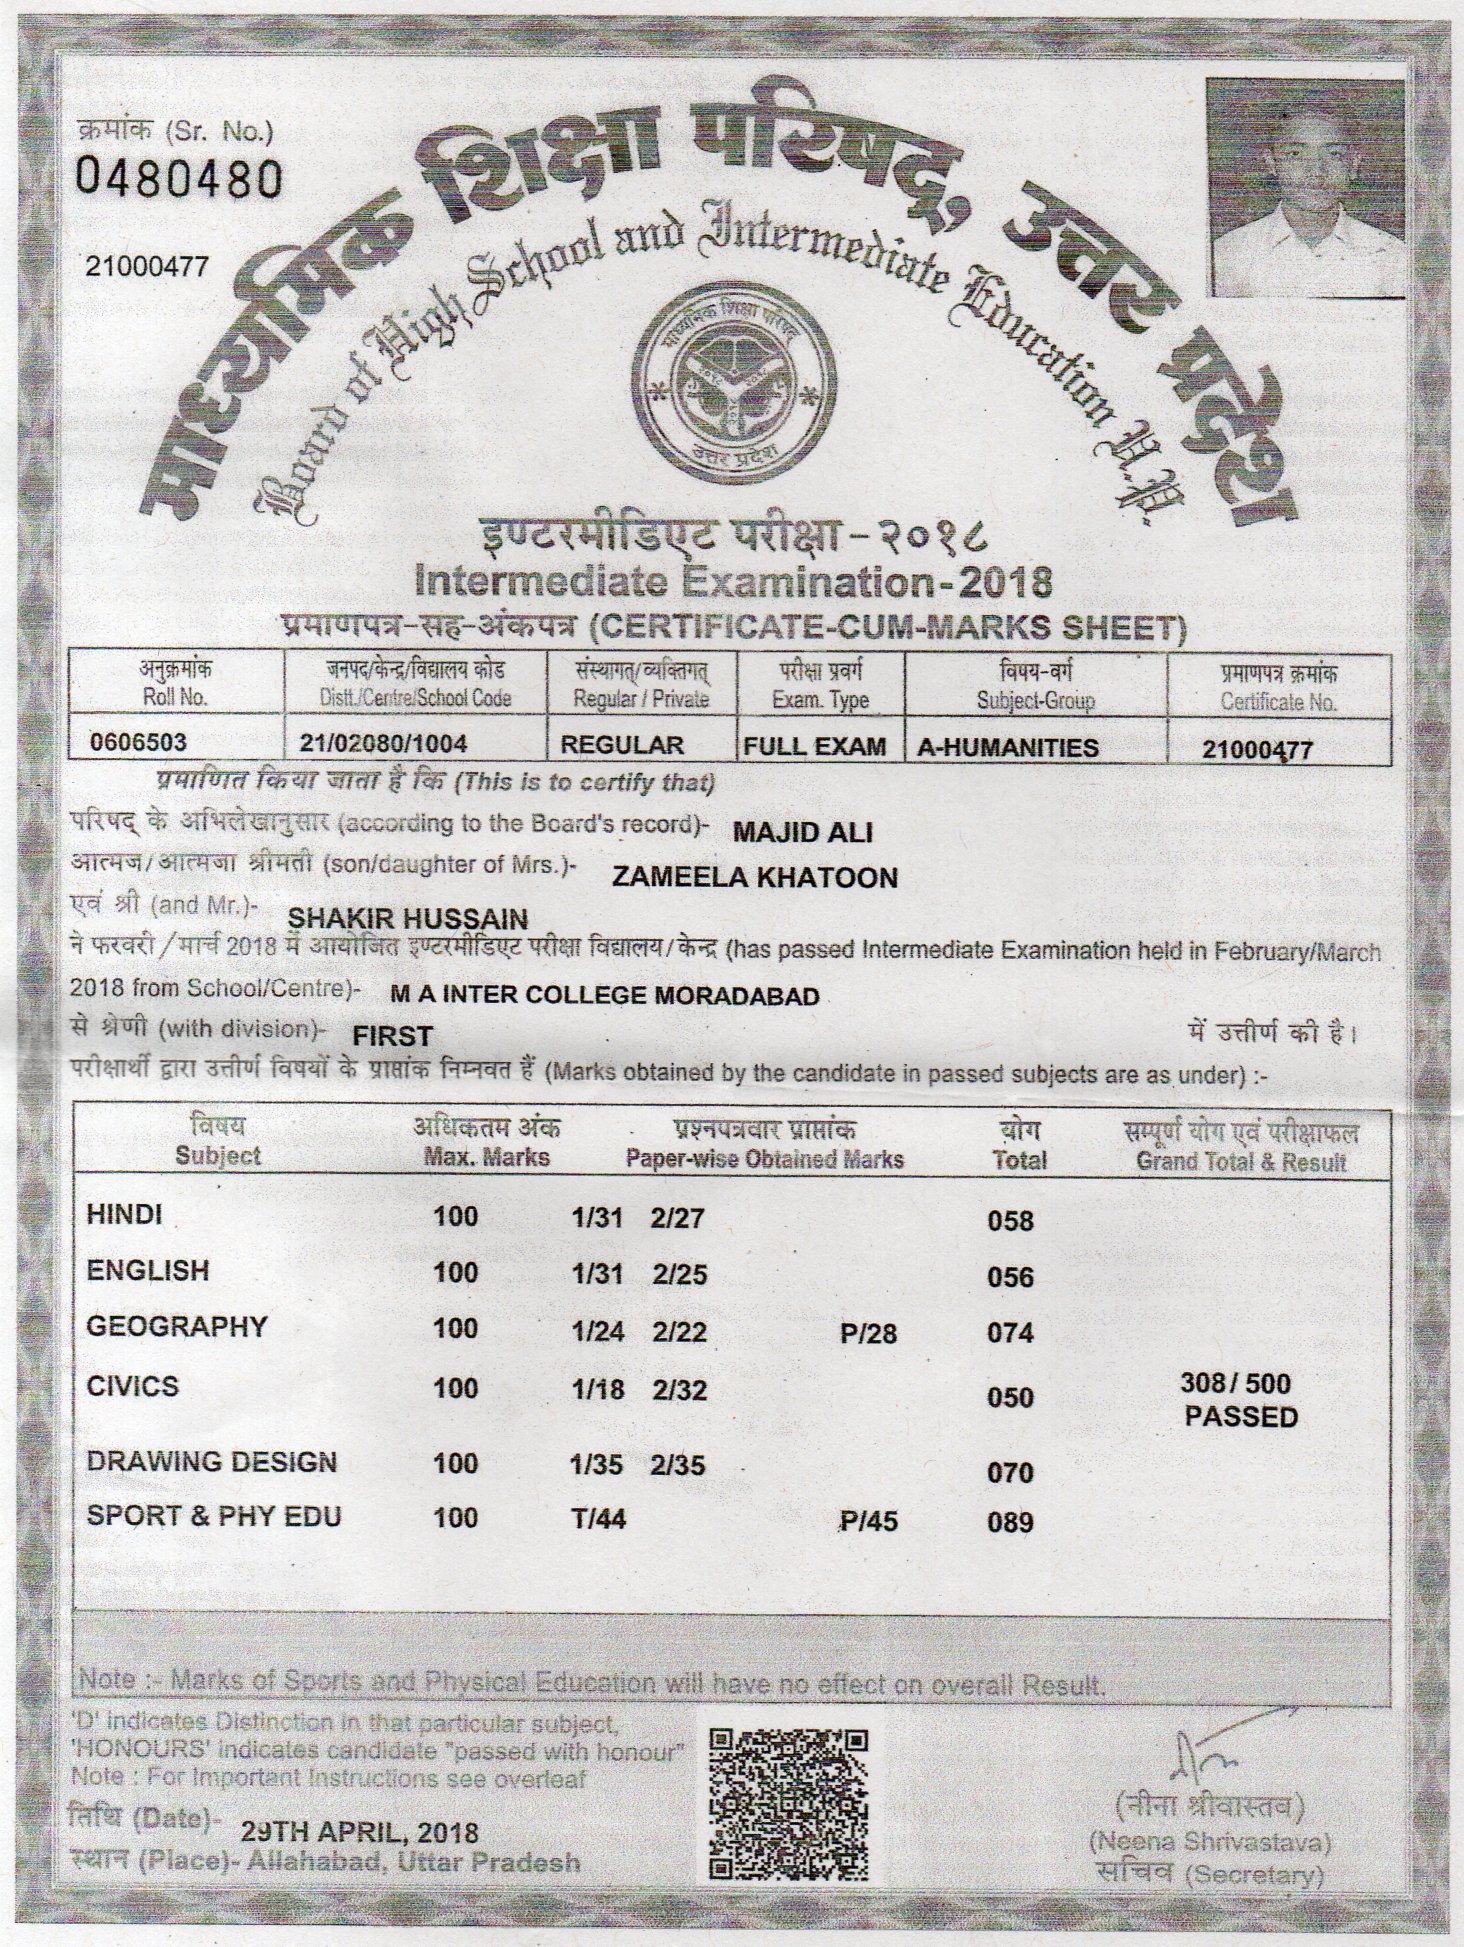 क्रमांक (Sr. No.)
0480480
21000477
माध्यमिक शिक्षा परिषद्, उत्तर प्रदेश
Board of High School and Intermediate Education U.P.
माध्यमिक शिक्षा परिषद्
उत्तर प्रदेश
इण्टरमीडिएट परीक्षा – २०१८
Intermediate Examination - 2018
प्रमाणपत्र-सह-अंकपत्र (CERTIFICATE-CUM-MARKS SHEET)
अनुक्रमांक जनपद/केन्द्र/विद्यालय कोड संस्थागत्/व्यक्तिगत् परीक्षा प्रवर्ग विषय-वर्ग प्रमाणपत्र क्रमांक
Roll No. Distt./Centre/School Code Regular / Private Exam. Type Subject-Group Certificate No.
0606503 21/02080/1004 REGULAR FULL EXAM A-HUMANITIES 21000477
प्रमाणित किया जाता है कि (This is to certify that)
परिषद् के अभिलेखानुसार (according to the Board's record)- MAJID ALI
आत्मज/आत्मजा श्रीमती (son/daughter of Mrs.)- ZAMEELA KHATOON
एवं श्री (and Mr.)- SHAKIR HUSSAIN
ने फरवरी/मार्च 2018 में आयोजित इण्टरमीडिएट परीक्षा विद्यालय/केन्द्र (has passed Intermediate Examination held in February/March
2018 from School/Centre)- M A INTER COLLEGE MORADABAD
से श्रेणी (with division)- FIRST में उत्तीर्ण की है।
परीक्षार्थी द्वारा उत्तीर्ण विषयों के प्राप्तांक निम्नवत हैं (Marks obtained by the candidate in passed subjects are as under) :-
विषय अधिकतम अंक प्रश्नपत्रवार प्राप्तांक योग सम्पूर्ण योग एवं परीक्षाफल
Subject Max. Marks Paper-wise Obtained Marks Total Grand Total & Result
HINDI 100 1/31 2/27 058
ENGLISH 100 1/31 2/25 056
GEOGRAPHY 100 1/24 2/22 P/28 074
CIVICS 100 1/18 2/32 050 308/ 500
PASSED
DRAWING DESIGN 100 1/35 2/35 070
SPORT & PHY EDU 100 T/44 P/45 089
Note :- Marks of Sports and Physical Education will have no effect on overall Result.
'D' indicates Distinction in that particular subject,
'HONOURS' indicates candidate "passed with honour"
Note : For Important Instructions see overleaf
तिथि (Date)- 29TH APRIL, 2018
स्थान (Place)- Allahabad, Uttar Pradesh
(नीना श्रीवास्तव)
(Neena Shrivastava)
सचिव (Secretary)